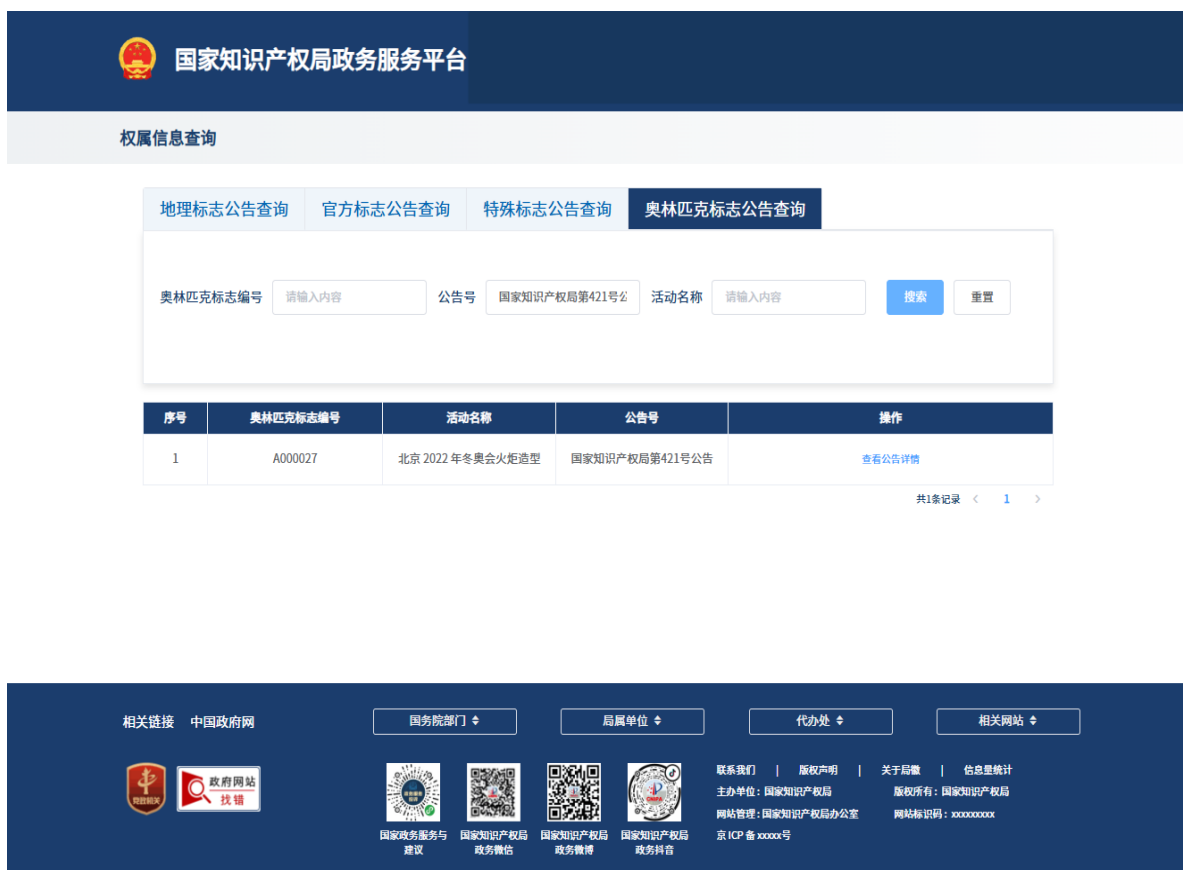 国家知识产权局政务服务平台
权属信息查询
地理标志公告查询 官方标志公告查询 特殊标志公告查询 奥林匹克标志公告查询
奥林匹克标志编号 请输入内容 公告号 国家知识产权局第421号公 活动名称 请输入内容 搜索 重置
序号 奥林匹克标志编号 活动名称 公告号 操作
1 A000027 北京 2022 年冬奥会火炬造型 国家知识产权局第421号公告 查看公告详情
共1条记录 < 1 >
相关链接 中国政府网 国务院部门 局属单位 代办处 相关网站
党政机关 政府网站 找错
联系我们 | 版权声明 | 关于局徽 | 信息量统计
主办单位：国家知识产权局 版权所有：国家知识产权局
网站管理：国家知识产权局办公室 网站标识码：xxxxxxxxx
京 ICP 备 xxxxx号
国家政务服务与建议 国家知识产权局政务微信 国家知识产权局政务微博 国家知识产权局政务抖音